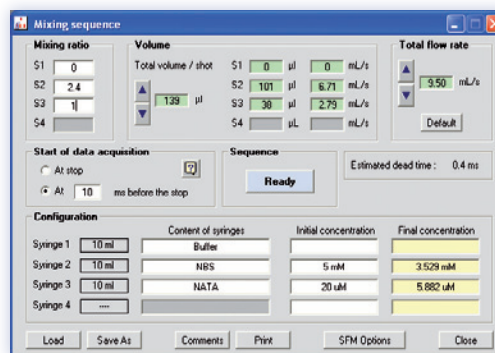 Mixing sequence
Mixing ratio
S1 0
S2 2.4
S3 1
S4
Volume
Total volume / shot
139 µl
S1 0 µl 0 mL/s
S2 101 µl 6.71 mL/s
S3 38 µl 2.79 mL/s
S4 µL mL/s
Total flow rate
9.50 mL/s
Default
Start of data acquisition
At stop
?
At 10 ms before the stop
Sequence
Ready
Estimated dead time : 0.4 ms
Configuration
Content of syringes Initial concentration Final concentration
Syringe 1 10 ml Buffer
Syringe 2 10 ml NBS 5 mM 3.529 mM
Syringe 3 10 ml NATA 20 uM 5.882 uM
Syringe 4 ----
Load Save As Comments Print SFM Options Close